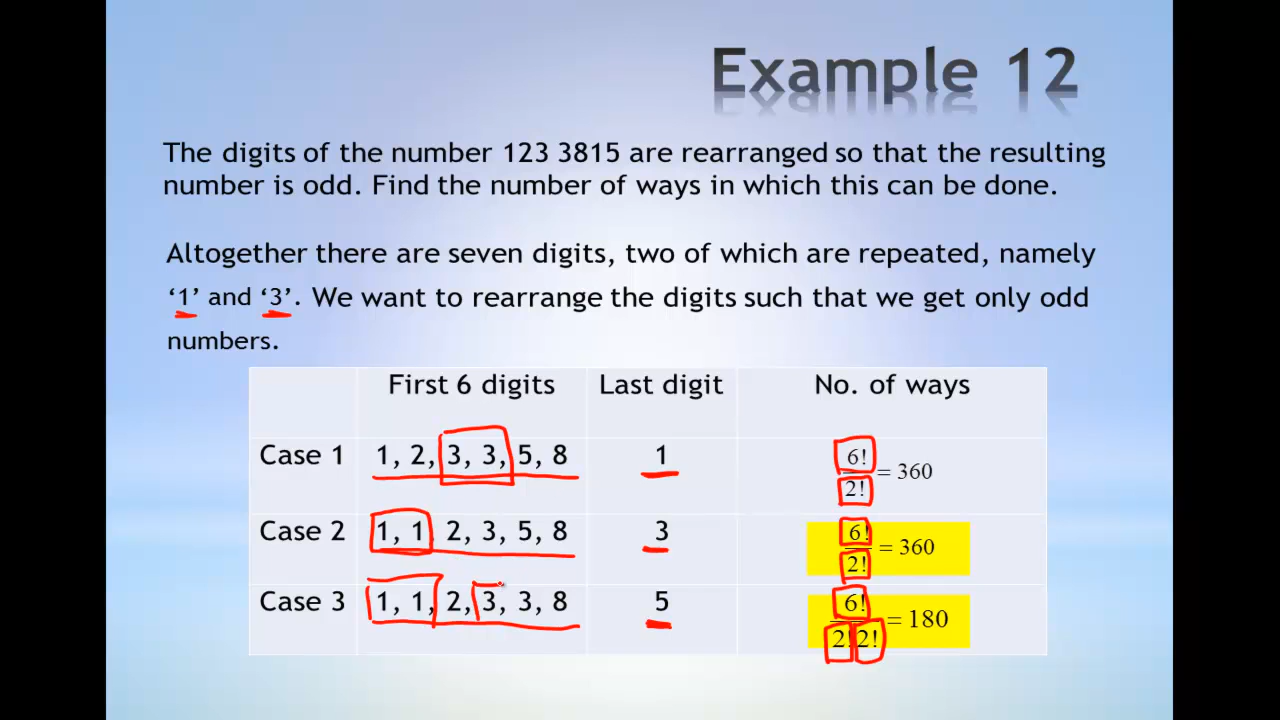 Example 12
The digits of the number 123 3815 are rearranged so that the resulting
number is odd. Find the number of ways in which this can be done.
Altogether there are seven digits, two of which are repeated, namely
‘1’ and ‘3’. We want to rearrange the digits such that we get only odd
numbers.
First 6 digits Last digit No. of ways
Case 1 1, 2, 3, 3, 5, 8 1 6!/2! = 360
Case 2 1, 1, 2, 3, 5, 8 3 6!/2! = 360
Case 3 1, 1, 2, 3, 3, 8 5 6!/2!2! = 180